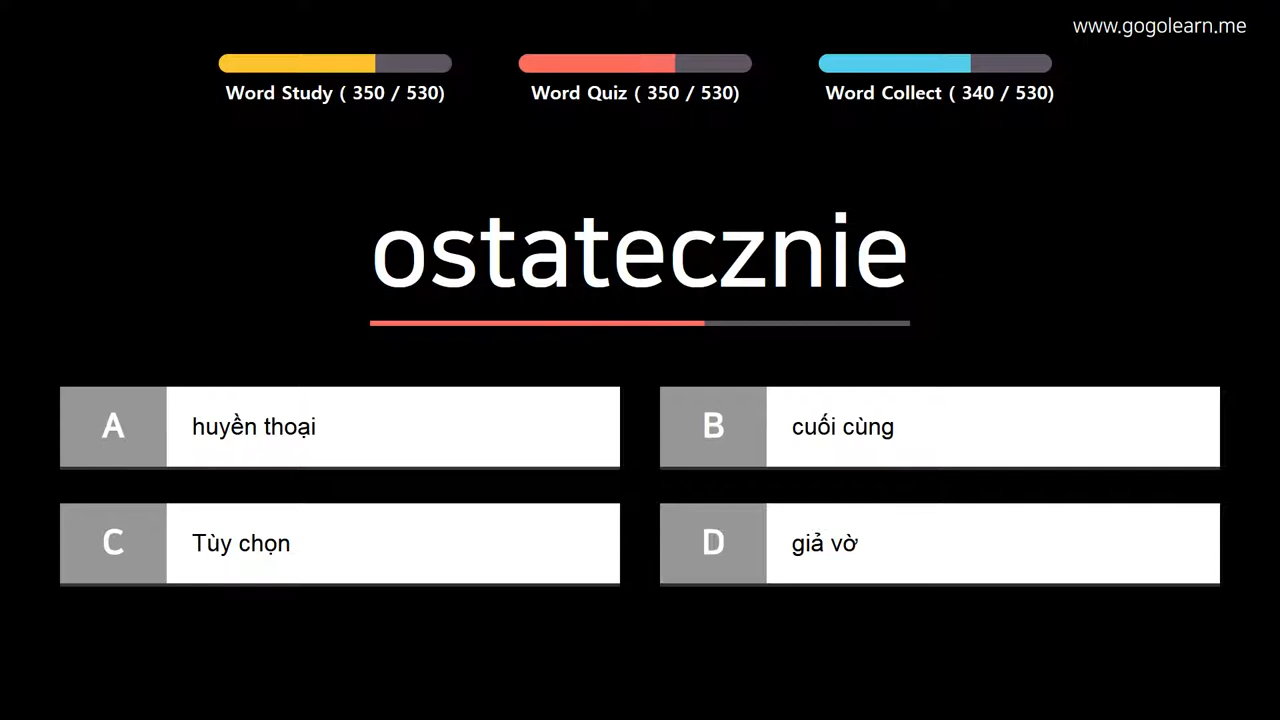 www.gogolearn.me
Word Study ( 350 / 530) Word Quiz ( 350 / 530) Word Collect ( 340 / 530)
ostatecznie
A huyền thoại
B cuối cùng
C Tùy chọn
D giả vờ